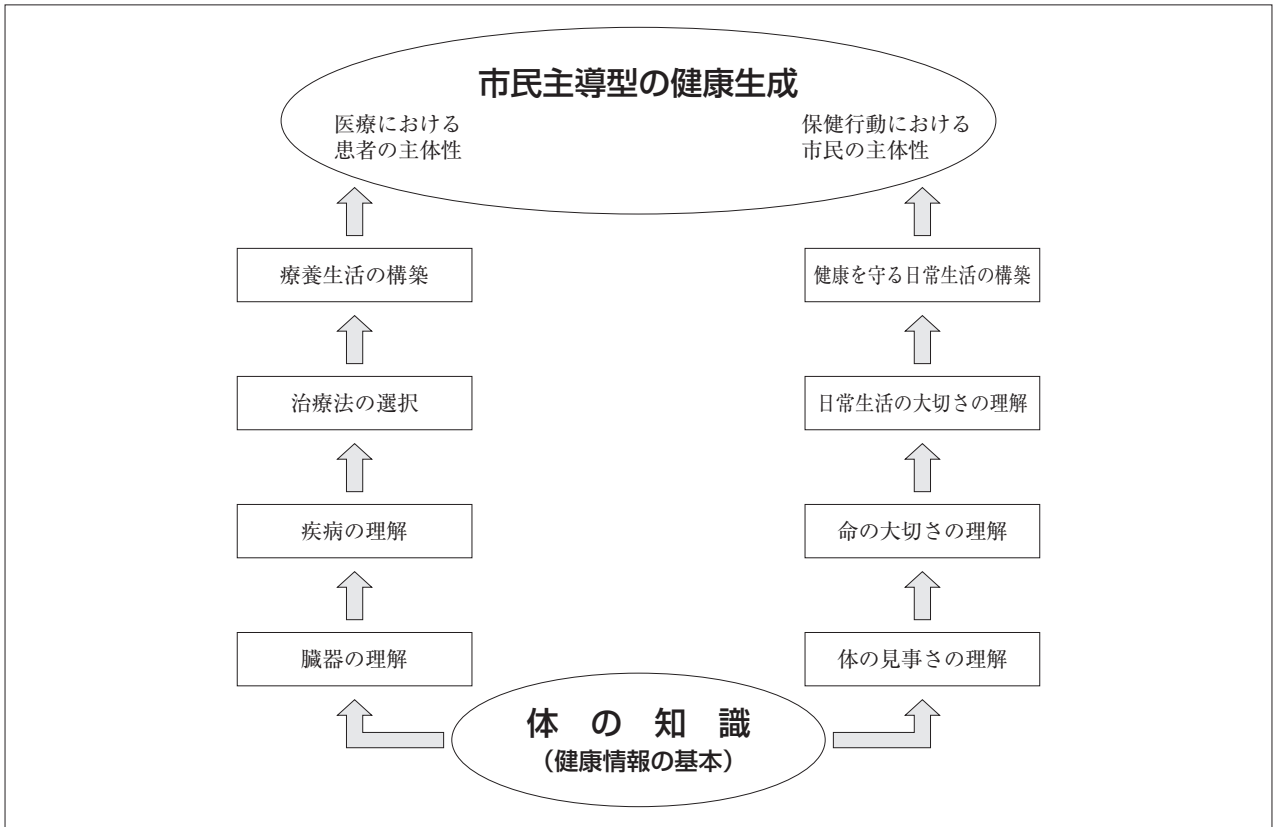 市民主導型の健康生成
医療における
患者の主体性
保健行動における
市民の主体性
療養生活の構築
健康を守る日常生活の構築
治療法の選択
日常生活の大切さの理解
疾病の理解
命の大切さの理解
臓器の理解
体の見事さの理解
体の知識
(健康情報の基本)